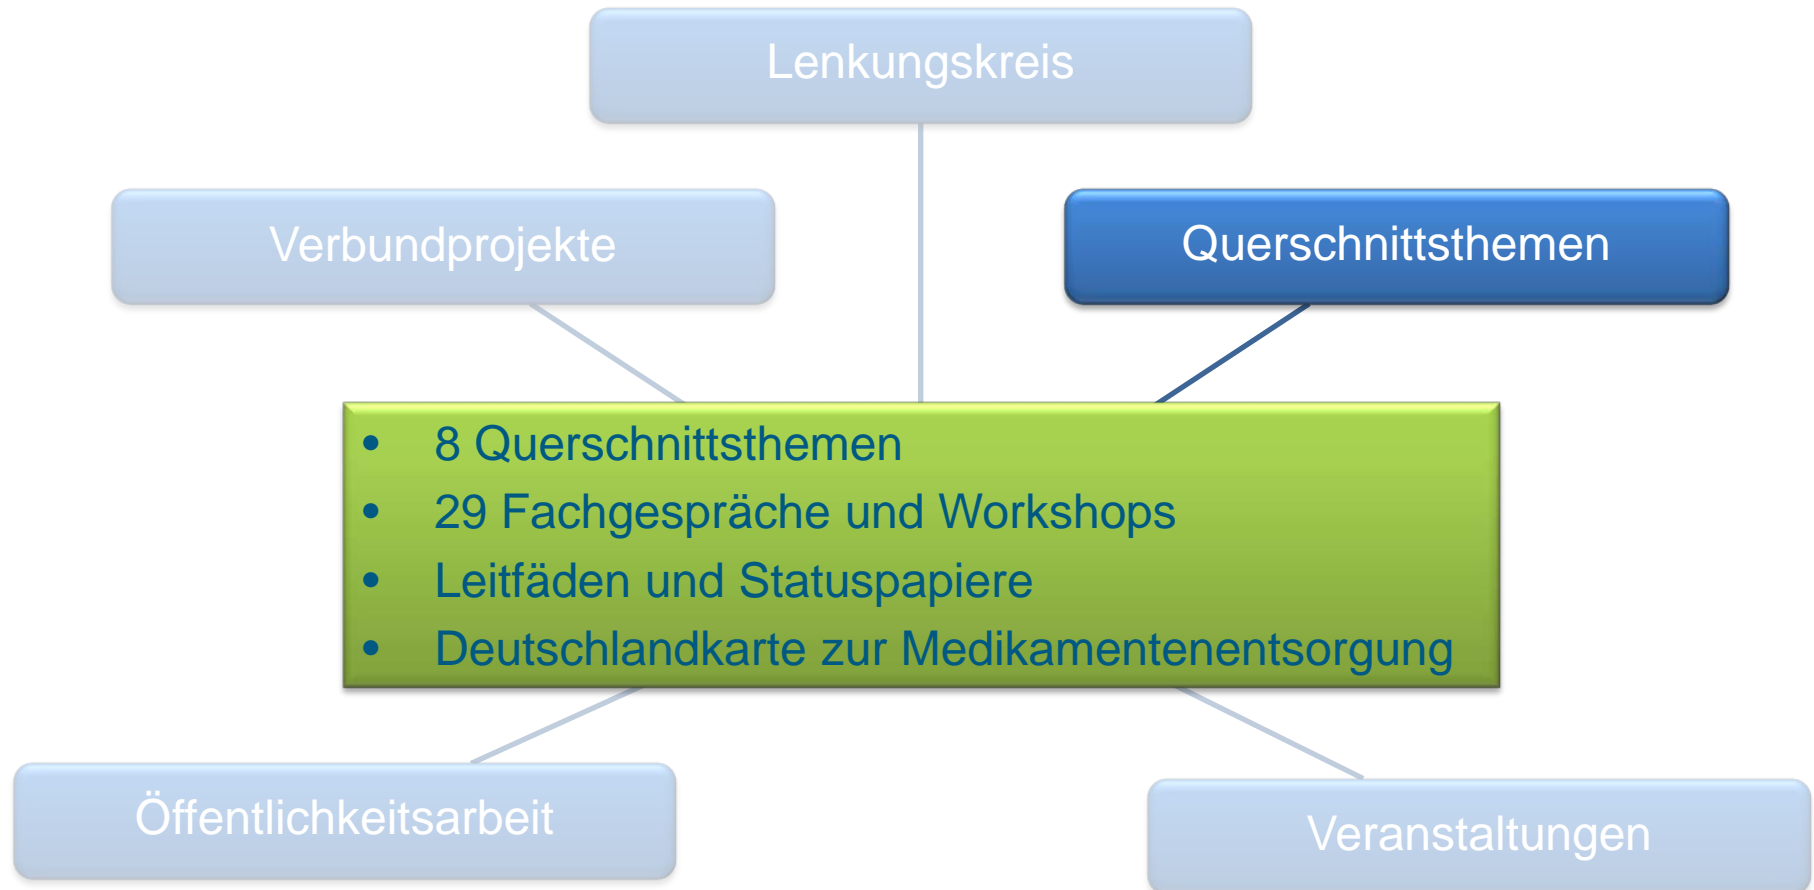 Lenkungskreis
Verbundprojekte
Querschnittsthemen
• 8 Querschnittsthemen
• 29 Fachgespräche und Workshops
• Leitfäden und Statuspapiere
• Deutschlandkarte zur Medikamentenentsorgung
Öffentlichkeitsarbeit
Veranstaltungen